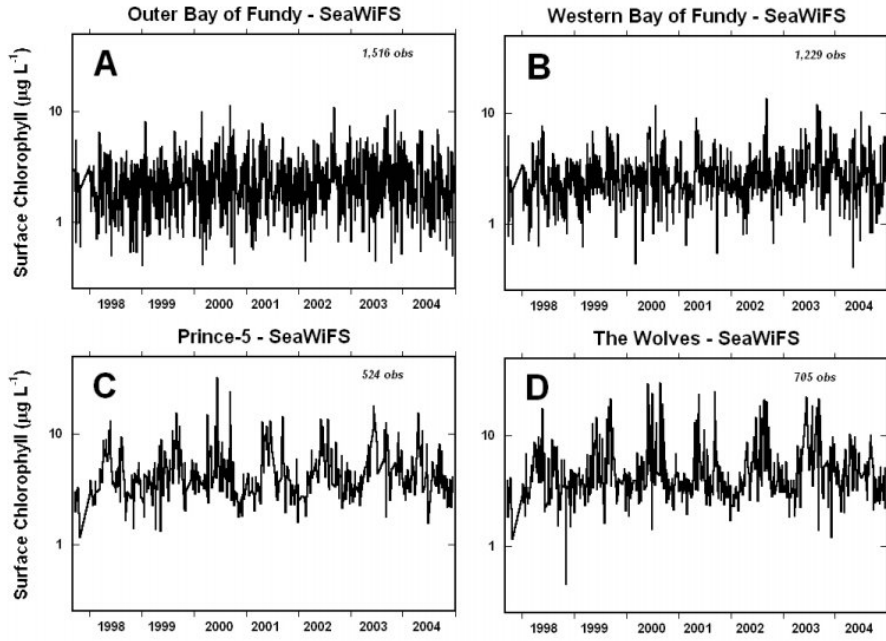 Outer Bay of Fundy - SeaWiFS
Western Bay of Fundy - SeaWiFS
Surface Chlorophyll (µg L⁻¹)
A
1,516 obs
B
1,229 obs
10
1
10
1
1998 1999 2000 2001 2002 2003 2004
1998 1999 2000 2001 2002 2003 2004
Prince-5 - SeaWiFS
The Wolves - SeaWiFS
Surface Chlorophyll (µg L⁻¹)
C
524 obs
D
705 obs
10
1
10
1
1998 1999 2000 2001 2002 2003 2004
1998 1999 2000 2001 2002 2003 2004